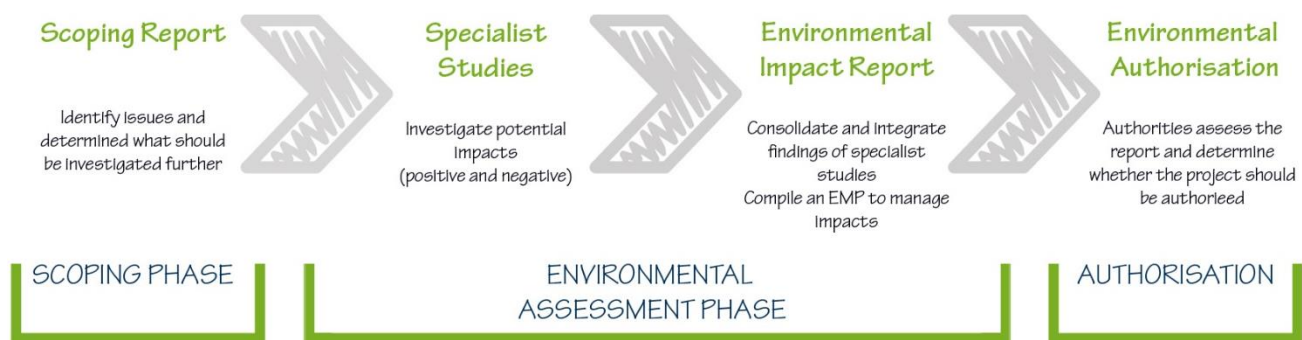 Scoping Report
Identify issues and
determined what should
be investigated further
Specialist
Studies
Investigate potential
impacts
(positive and negative)
Environmental
Impact Report
Consolidate and integrate
findings of specialist
studies
Compile an EMP to manage
impacts
Environmental
Authorisation
Authorities assess the
report and determine
whether the project should
be authorieed
SCOPING PHASE
ENVIRONMENTAL
ASSESSMENT PHASE
AUTHORISATION